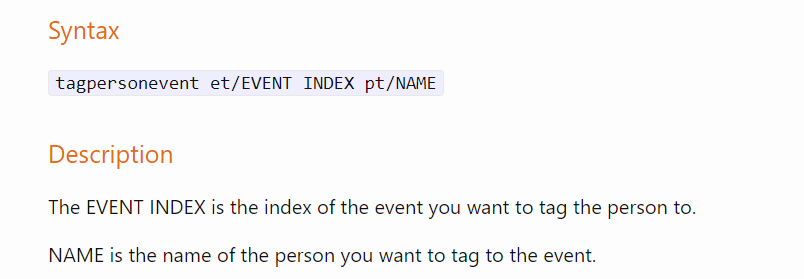 Syntax
tagpersonevent et/EVENT INDEX pt/NAME
Description
The EVENT INDEX is the index of the event you want to tag the person to.
NAME is the name of the person you want to tag to the event.